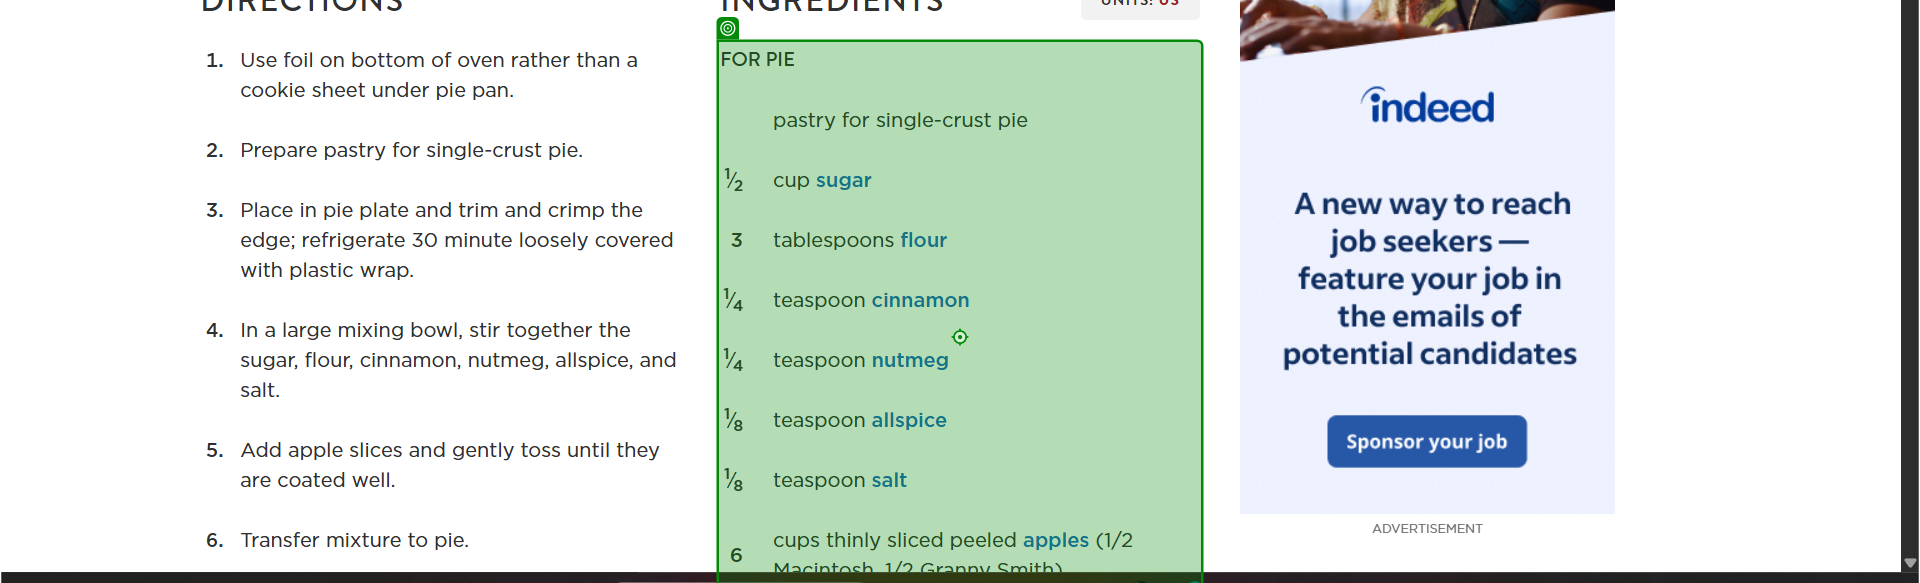 DIRECTIONS
1. Use foil on bottom of oven rather than a
cookie sheet under pie pan.
2. Prepare pastry for single-crust pie.
3. Place in pie plate and trim and crimp the
edge; refrigerate 30 minute loosely covered
with plastic wrap.
4. In a large mixing bowl, stir together the
sugar, flour, cinnamon, nutmeg, allspice, and
salt.
5. Add apple slices and gently toss until they
are coated well.
6. Transfer mixture to pie.
INGREDIENTS
UNITS: US
FOR PIE
pastry for single-crust pie
1/2 cup sugar
3 tablespoons flour
1/4 teaspoon cinnamon
1/4 teaspoon nutmeg
1/8 teaspoon allspice
1/8 teaspoon salt
6 cups thinly sliced peeled apples (1/2
Macintosh, 1/2 Granny Smith)
indeed
A new way to reach
job seekers —
feature your job in
the emails of
potential candidates
Sponsor your job
ADVERTISEMENT